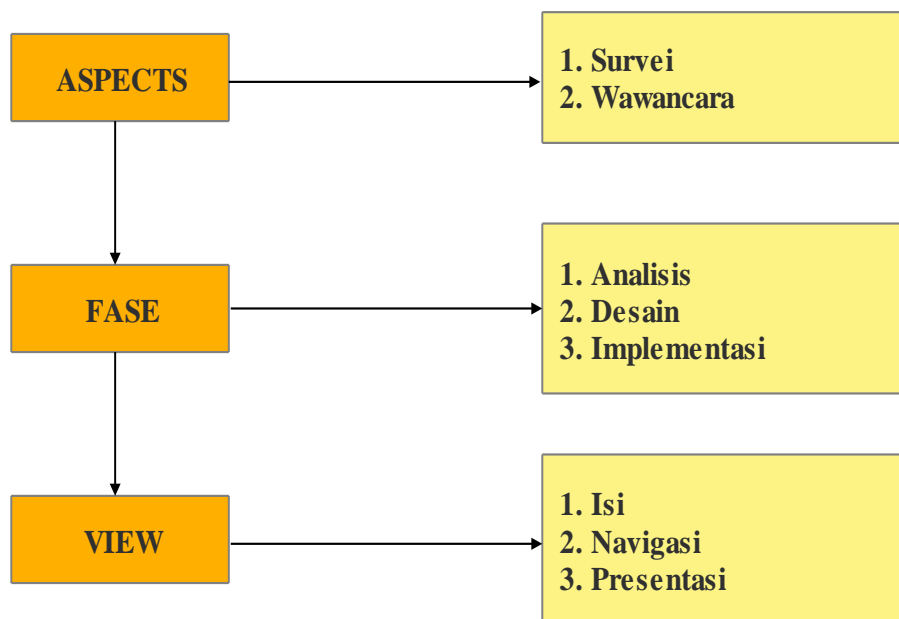 ASPECTS
1. Survei
2. Wawancara
FASE
1. Analisis
2. Desain
3. Implementasi
VIEW
1. Isi
2. Navigasi
3. Presentasi